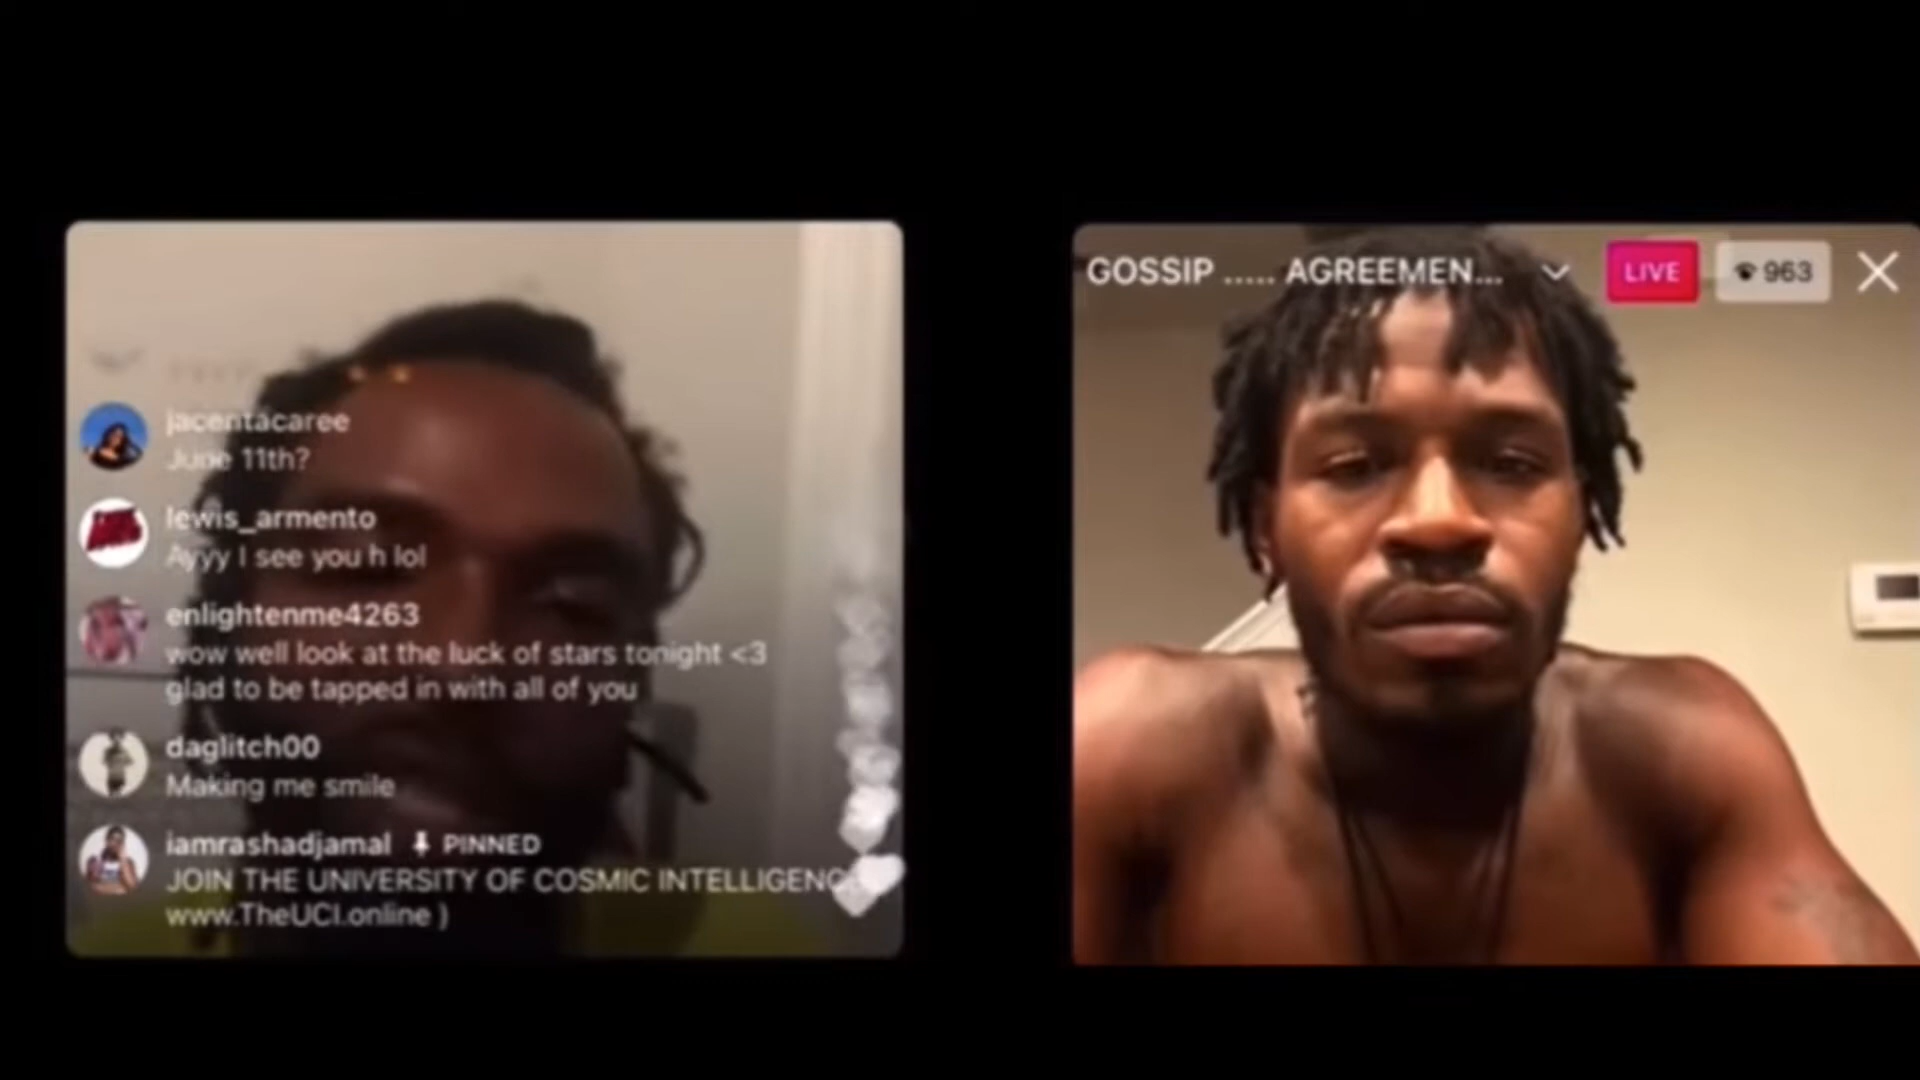 jacentacaree
June 11th?
lewis_armento
Ayyy I see you h lol
enlightenme4263
wow well look at the luck of stars tonight <3
glad to be tapped in with all of you
daglitch00
Making me smile
iamrashadjamal PINNED
JOIN THE UNIVERSITY OF COSMIC INTELLIGENC
www.TheUCI.online )
GOSSIP ..... AGREEMEN... LIVE 963